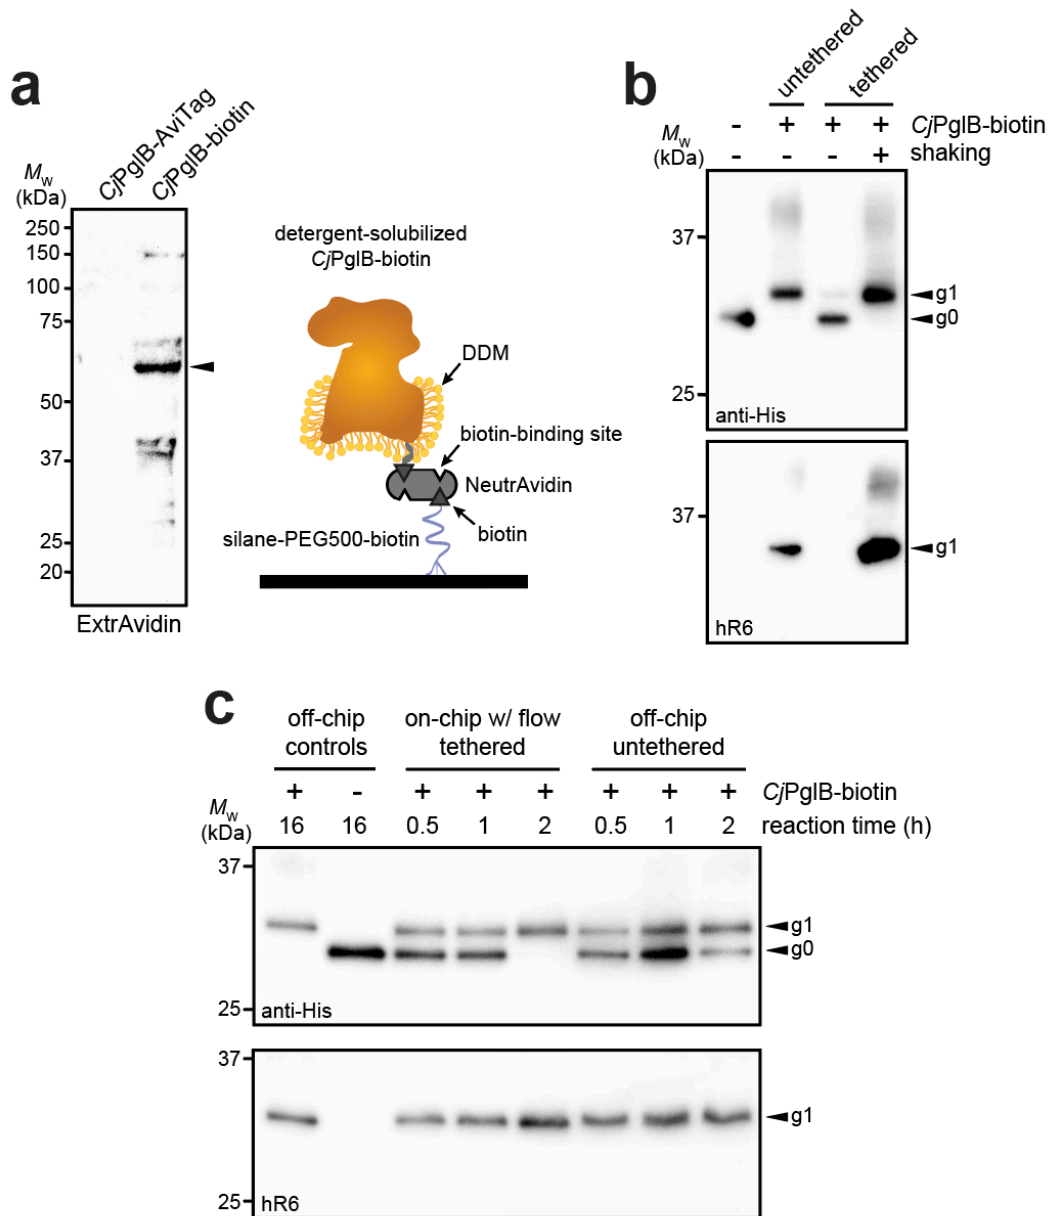 a
CjPglB-AviTag
CjPglB-biotin
Mw
(kDa)
250
150
100
75
50
37
25
20
ExtrAvidin
detergent-solubilized
CjPglB-biotin
DDM
biotin-binding site
NeutrAvidin
biotin
silane-PEG500-biotin
b
untethered
tethered
- + + + CjPglB-biotin
- - - + shaking
Mw
(kDa)
37
g1
g0
25
anti-His
37
g1
hR6
c
off-chip
controls
on-chip w/ flow
tethered
off-chip
untethered
+ - + + + + + + CjPglB-biotin
16 16 0.5 1 2 0.5 1 2 reaction time (h)
Mw
(kDa)
37
g1
g0
25
anti-His
37
g1
25
hR6